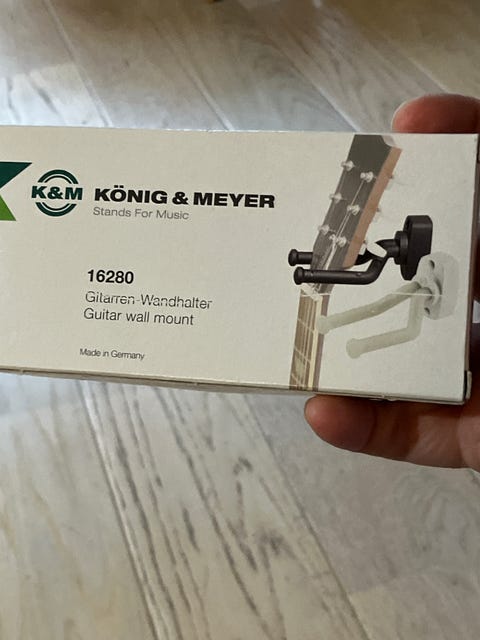 K&M KÖNIG & MEYER
Stands For Music
16280
Gitarren-Wandhalter
Guitar wall mount
Made in Germany